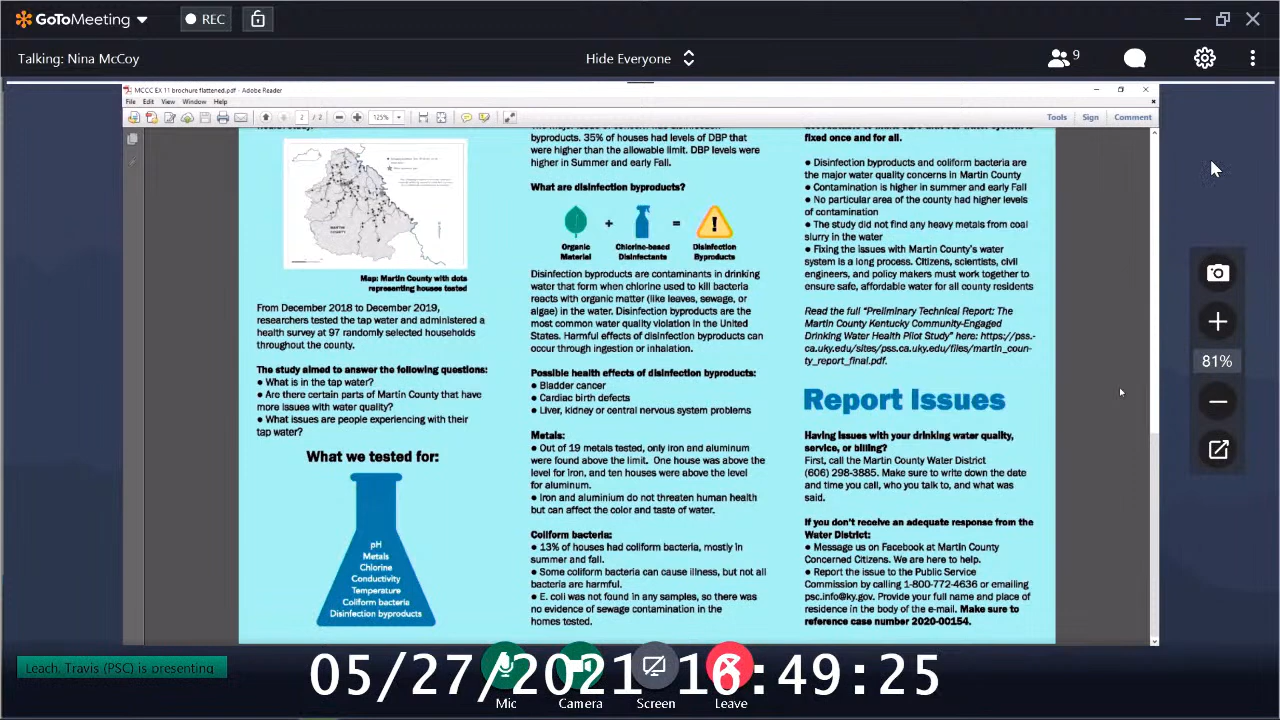 GoToMeeting
REC
Talking: Nina McCoy
Hide Everyone
9
MCCC EX 11 brochure flattened.pdf - Adobe Reader
File Edit View Window Help
2 / 2
125%
Tools Sign Comment
MARTIN
COUNTY
Map: Martin County with dots
representing houses tested
From December 2018 to December 2019,
researchers tested the tap water and administered a
health survey at 97 randomly selected households
throughout the county.
The study aimed to answer the following questions:
● What is in the tap water?
● Are there certain parts of Martin County that have
more issues with water quality?
● What issues are people experiencing with their
tap water?
What we tested for:
pH
Metals
Chlorine
Conductivity
Temperature
Coliform bacteria
Disinfection byproducts
byproducts. 35% of houses had levels of DBP that
were higher than the allowable limit. DBP levels were
higher in Summer and early Fall.
What are disinfection byproducts?
+ =
Organic
Material
Chlorine-based
Disinfectants
Disinfection
Byproducts
Disinfection byproducts are contaminants in drinking
water that form when chlorine used to kill bacteria
reacts with organic matter (like leaves, sewage, or
algae) in the water. Disinfection byproducts are the
most common water quality violation in the United
States. Harmful effects of disinfection byproducts can
occur through ingestion or inhalation.
Possible health effects of disinfection byproducts:
● Bladder cancer
● Cardiac birth defects
● Liver, kidney or central nervous system problems
Metals:
● Out of 19 metals tested, only iron and aluminum
were found above the limit. One house was above the
level for iron, and ten houses were above the level
for aluminum.
● Iron and aluminium do not threaten human health
but can affect the color and taste of water.
Coliform bacteria:
● 13% of houses had coliform bacteria, mostly in
summer and fall.
● Some coliform bacteria can cause illness, but not all
bacteria are harmful.
● E. coli was not found in any samples, so there was
no evidence of sewage contamination in the
homes tested.
fixed once and for all.
● Disinfection byproducts and coliform bacteria are
the major water quality concerns in Martin County
● Contamination is higher in summer and early Fall
● No particular area of the county had higher levels
of contamination
● The study did not find any heavy metals from coal
slurry in the water
● Fixing the issues with Martin County's water
system is a long process. Citizens, scientists, civil
engineers, and policy makers must work together to
ensure safe, affordable water for all county residents
Read the full "Preliminary Technical Report: The
Martin County Kentucky Community-Engaged
Drinking Water Health Pilot Study" here: https://pss.-
ca.uky.edu/sites/pss.ca.uky.edu/files/martin_coun-
ty_report_final.pdf.
Report Issues
Having issues with your drinking water quality,
service, or billing?
First, call the Martin County Water District
(606) 298-3885. Make sure to write down the date
and time you call, who you talk to, and what was
said.
If you don't receive an adequate response from the
Water District:
● Message us on Facebook at Martin County
Concerned Citizens. We are here to help.
● Report the issue to the Public Service
Commission by calling 1-800-772-4636 or emailing
psc.info@ky.gov. Provide your full name and place of
residence in the body of the e-mail. Make sure to
reference case number 2020-00154.
81%
Leach, Travis (PSC) is presenting
05/27/2021 16:49:25
Mic Camera Screen Leave